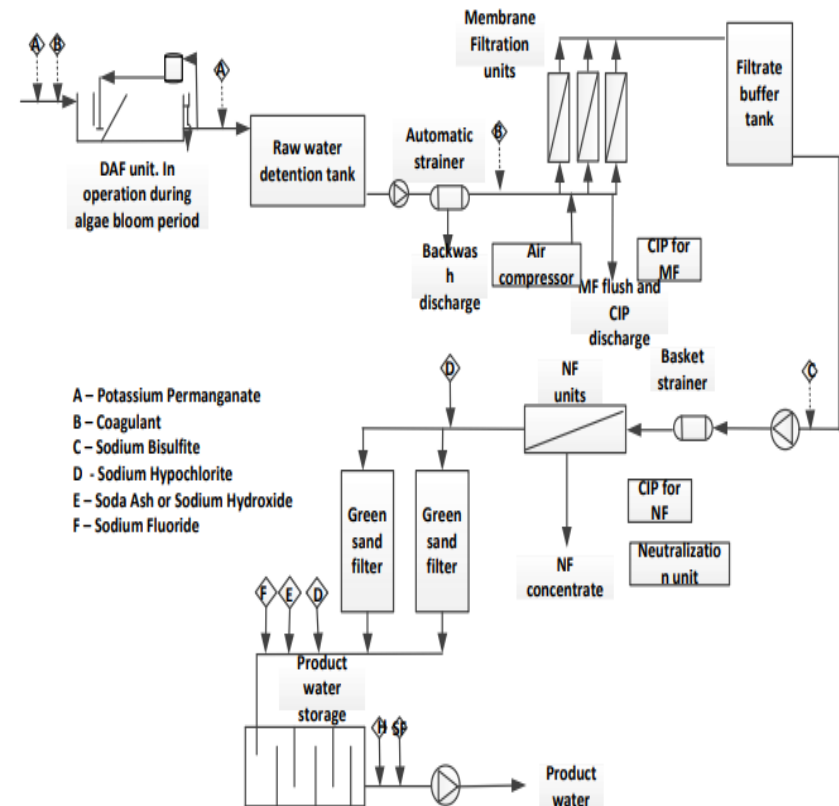 A
B
A
DAF unit. In
operation during
algae bloom period
Raw water
detention tank
Automatic
strainer
Backwas
h
discharge
B
Membrane
Filtration
units
Air
compressor
MF flush and
CIP
discharge
CIP for
MF
Filtrate
buffer
tank
C
Basket
strainer
NF
units
CIP for
NF
Neutralizatio
n unit
NF
concentrate
D
A – Potassium Permanganate
B – Coagulant
C – Sodium Bisulfite
D - Sodium Hypochlorite
E – Soda Ash or Sodium Hydroxide
F – Sodium Fluoride
Green
sand
filter
Green
sand
filter
F
E
D
Product
water
storage
H
SF
Product
water